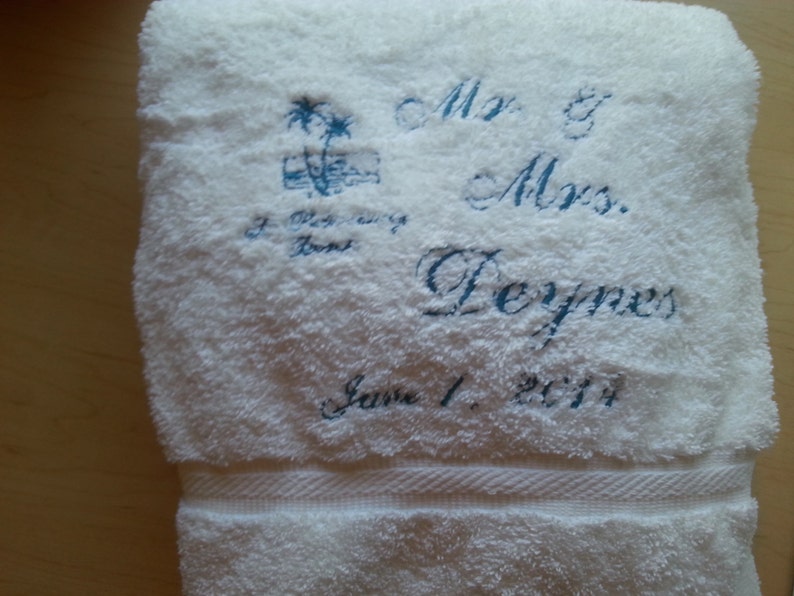 Mr. &
Mrs.
Deynes
June 1, 2014